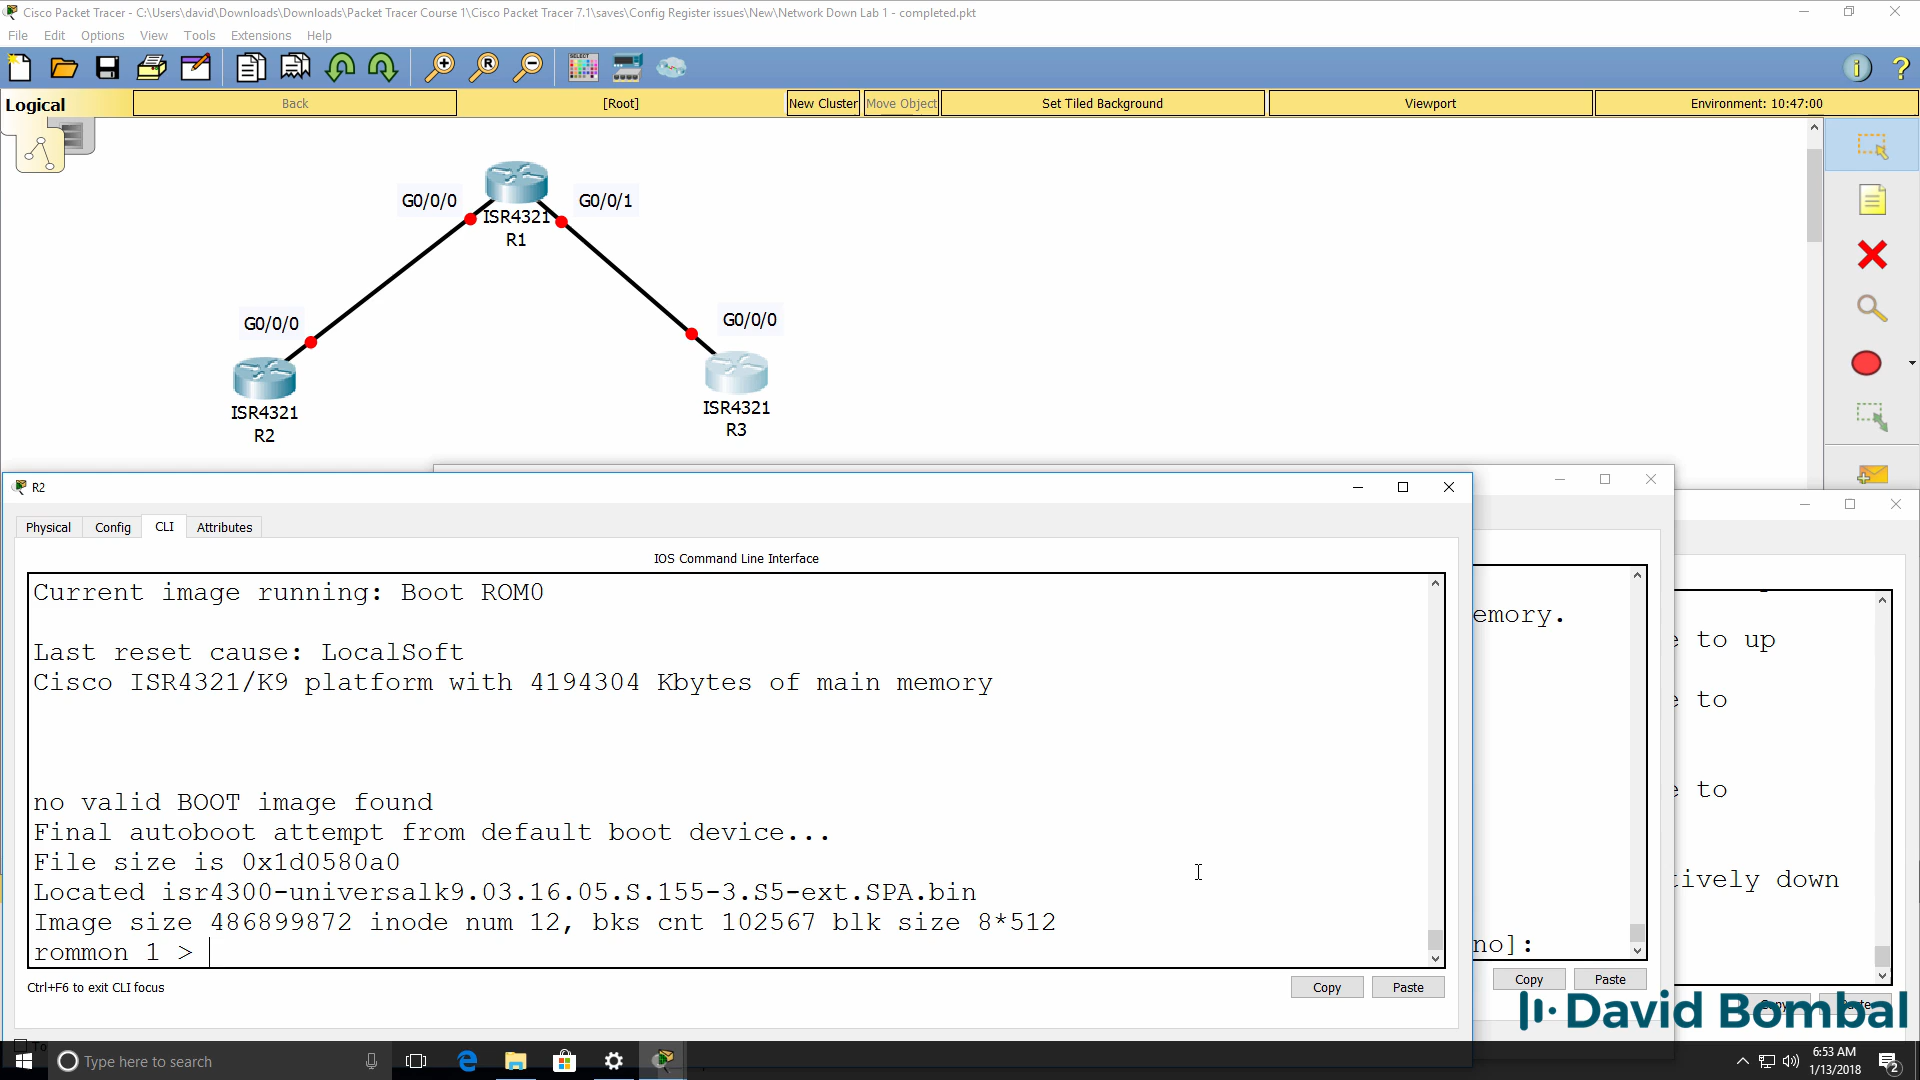 Cisco Packet Tracer - C:\Users\david\Downloads\Downloads\Packet Tracer Course 1\Cisco Packet Tracer 7.1\saves\Config Register issues\New\Network Down Lab 1 - completed.pkt
File Edit Options View Tools Extensions Help
Logical Back [Root] New Cluster Move Object Set Tiled Background Viewport Environment: 10:47:00
G0/0/0 G0/0/1
ISR4321
R1
G0/0/0 G0/0/0
ISR4321
R2
ISR4321
R3
R2
Physical Config CLI Attributes
IOS Command Line Interface
Current image running: Boot ROM0
Last reset cause: LocalSoft
Cisco ISR4321/K9 platform with 4194304 Kbytes of main memory
no valid BOOT image found
Final autoboot attempt from default boot device...
File size is 0x1d0580a0
Located isr4300-universalk9.03.16.05.S.155-3.S5-ext.SPA.bin
Image size 486899872 inode num 12, bks cnt 102567 blk size 8*512
rommon 1 >
Ctrl+F6 to exit CLI focus
Copy Paste
emory.
no]:
Copy Paste
e to up
e to
e to
tively down
David Bombal
Type here to search
6:53 AM
1/13/2018
2